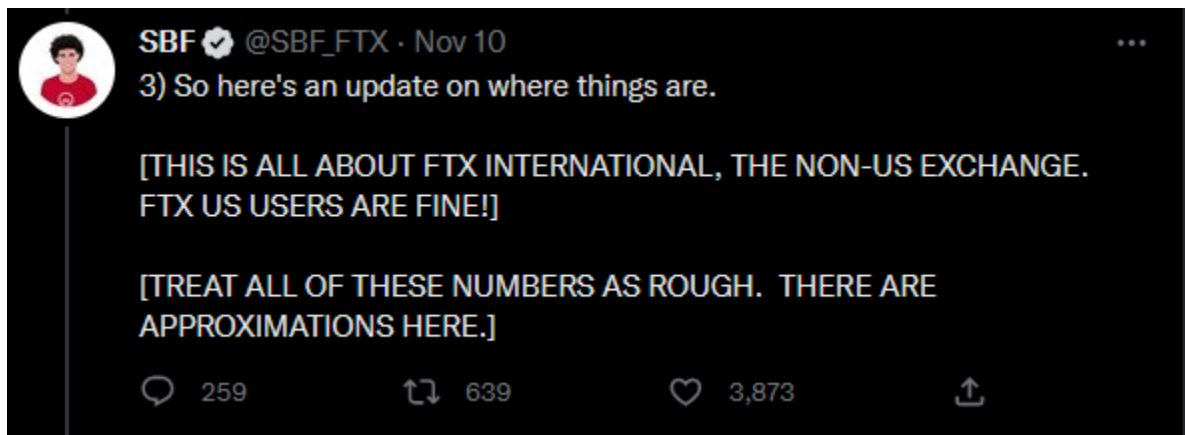 SBF @SBF_FTX · Nov 10
3) So here's an update on where things are.
[THIS IS ALL ABOUT FTX INTERNATIONAL, THE NON-US EXCHANGE.
FTX US USERS ARE FINE!]
[TREAT ALL OF THESE NUMBERS AS ROUGH.  THERE ARE
APPROXIMATIONS HERE.]
259 639 3,873